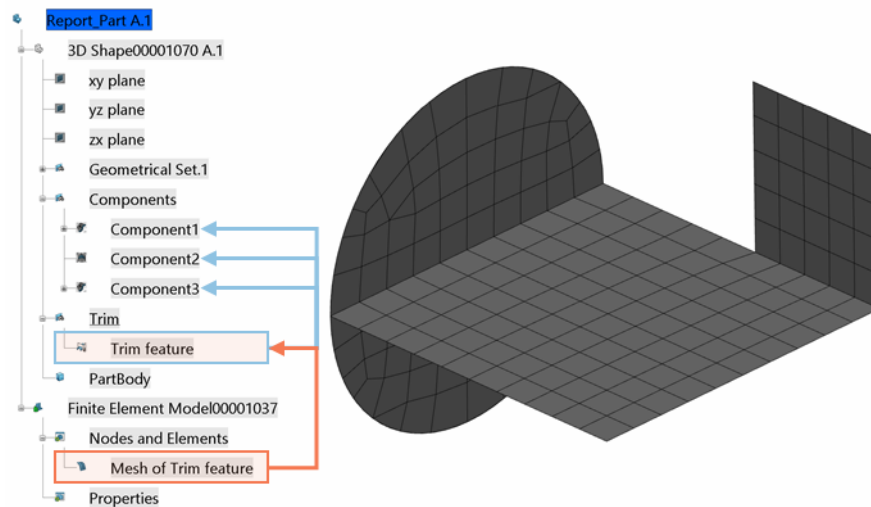 Report_Part A.1
3D Shape00001070 A.1
xy plane
yz plane
zx plane
Geometrical Set.1
Components
Component1
Component2
Component3
Trim
Trim feature
PartBody
Finite Element Model00001037
Nodes and Elements
Mesh of Trim feature
Properties